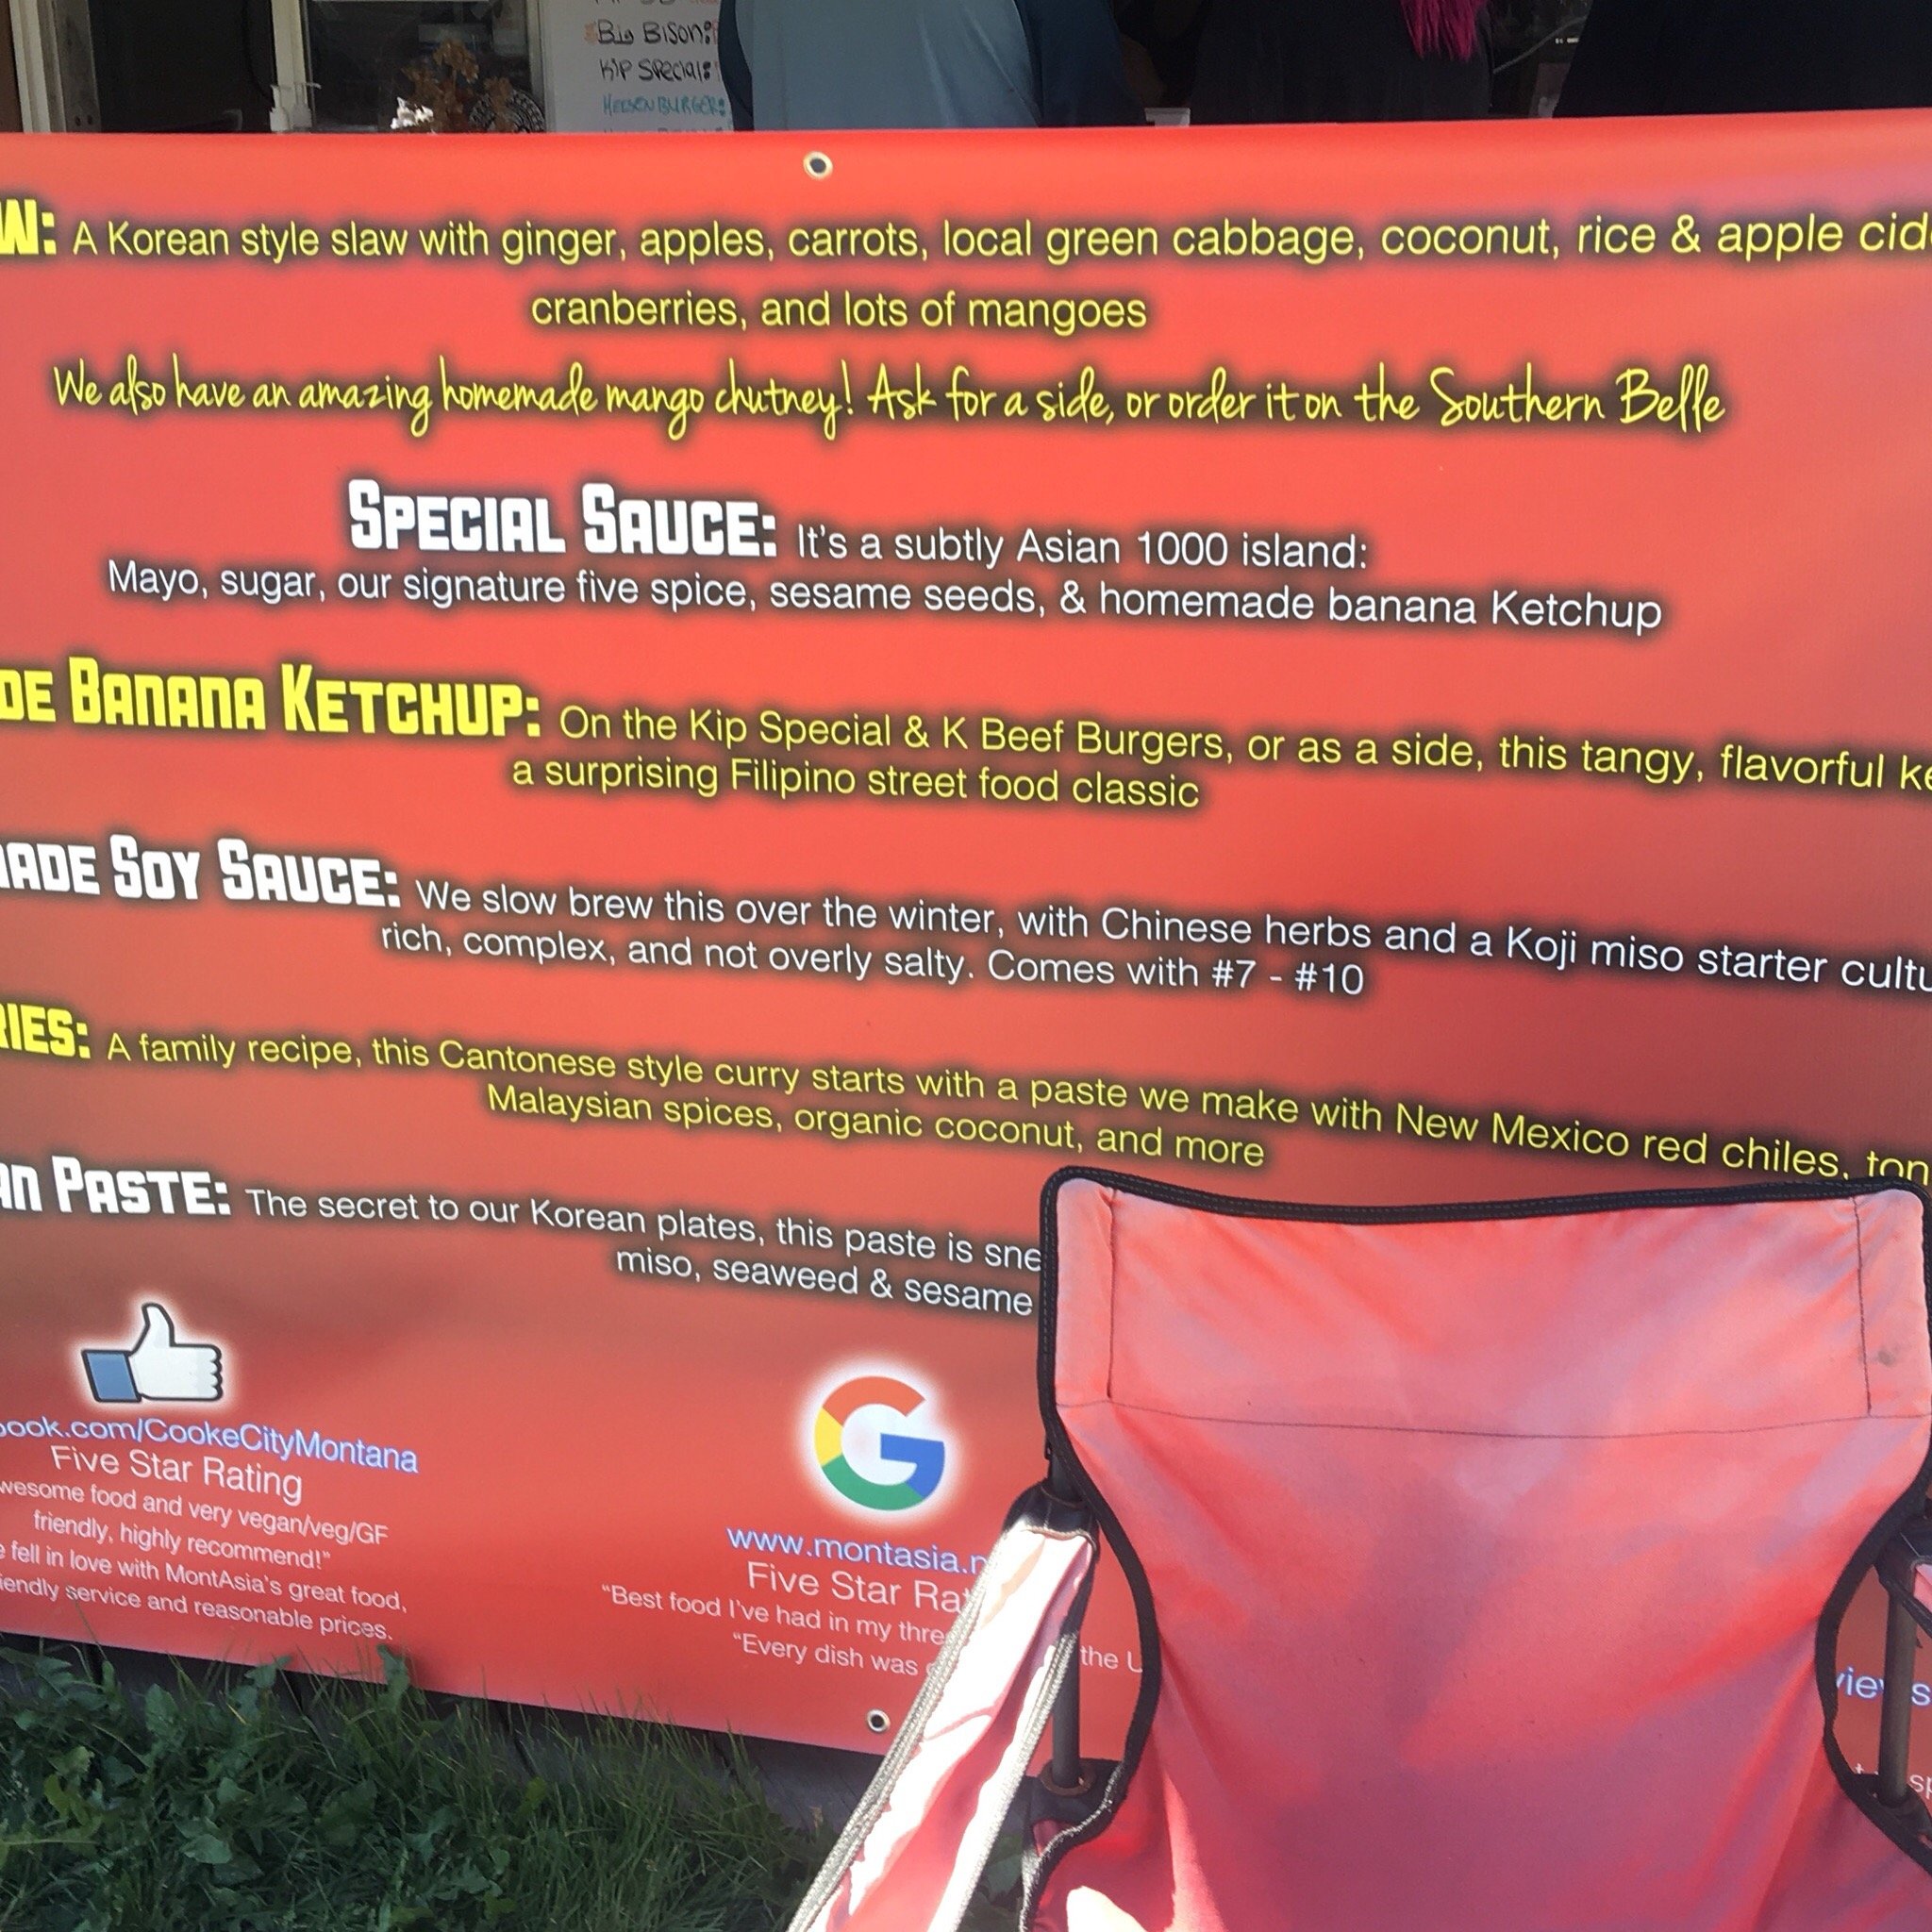 Big Bison:
Kip Special:
HEISENBURGER:
W: A Korean style slaw with ginger, apples, carrots, local green cabbage, coconut, rice & apple cid
cranberries, and lots of mangoes
We also have an amazing homemade mango chutney! Ask for a side, or order it on the Southern Belle
SPECIAL SAUCE: It's a subtly Asian 1000 island:
Mayo, sugar, our signature five spice, sesame seeds, & homemade banana Ketchup
DE BANANA KETCHUP: On the Kip Special & K Beef Burgers, or as a side, this tangy, flavorful ke
a surprising Filipino street food classic
ADE SOY SAUCE: We slow brew this over the winter, with Chinese herbs and a Koji miso starter cultu
rich, complex, and not overly salty. Comes with #7 - #10
RIES: A family recipe, this Cantonese style curry starts with a paste we make with New Mexico red chiles, ton
Malaysian spices, organic coconut, and more
AN PASTE: The secret to our Korean plates, this paste is sne
miso, seaweed & sesame
ook.com/CookeCityMontana
Five Star Rating
wesome food and very vegan/veg/GF
friendly, highly recommend!"
e fell in love with MontAsia's great food,
iendly service and reasonable prices.
G
www.montasia.n
Five Star Ra
"Best food I've had in my thre the U
"Every dish was
view s
sp